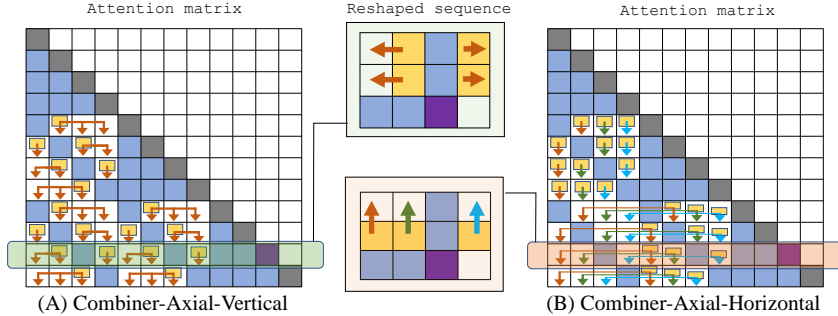 Attention matrix
Reshaped sequence
Attention matrix
(A) Combiner-Axial-Vertical
(B) Combiner-Axial-Horizontal